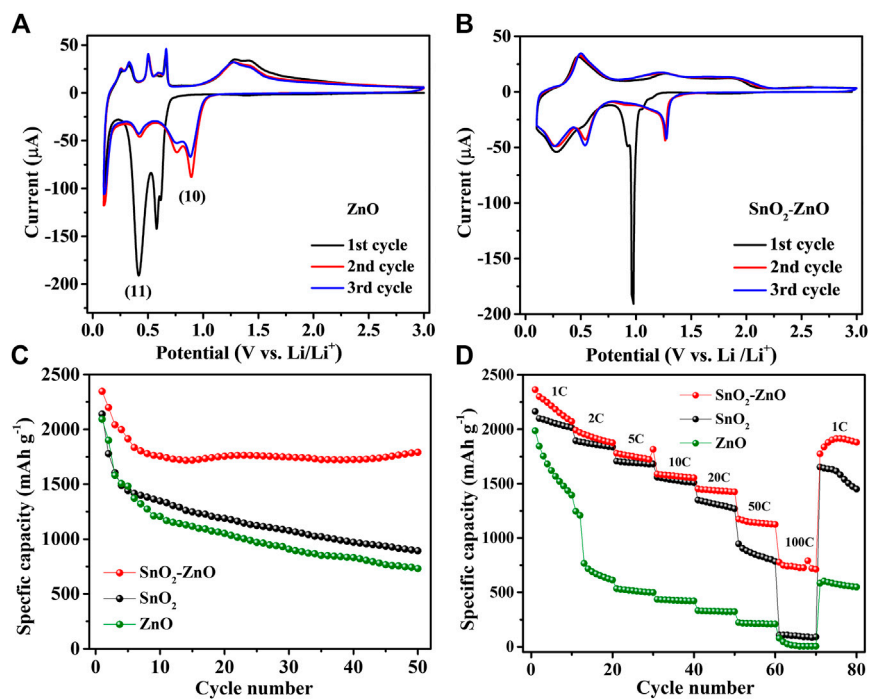 A
50
0
-50
-100
-150
-200
Current (μA)
(10)
(11)
ZnO
1st cycle
2nd cycle
3rd cycle
0.0 0.5 1.0 1.5 2.0 2.5 3.0
Potential (V vs. Li/Li⁺)
B
50
0
-50
-100
-150
-200
Current (μA)
SnO₂-ZnO
1st cycle
2nd cycle
3rd cycle
0.0 0.5 1.0 1.5 2.0 2.5 3.0
Potential (V vs. Li /Li⁺)
C
2500
2000
1500
1000
500
0
Specfic capacity (mAh g⁻¹)
SnO₂-ZnO
SnO₂
ZnO
0 10 20 30 40 50
Cycle number
D
2500
2000
1500
1000
500
0
Specific capacity (mAh g⁻¹)
1C
2C
5C
10C
20C
50C
100C
1C
SnO₂-ZnO
SnO₂
ZnO
0 10 20 30 40 50 60 70 80
Cycle number